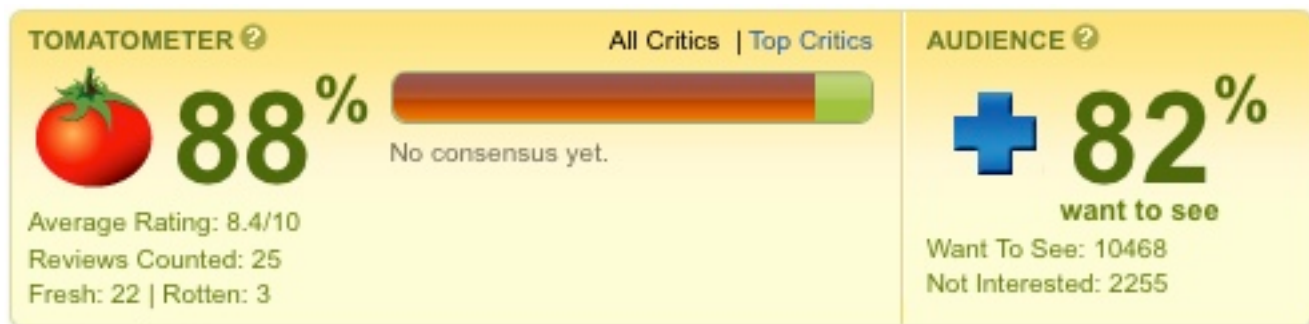 TOMATOMETER ?
All Critics | Top Critics
88%
No consensus yet.
Average Rating: 8.4/10
Reviews Counted: 25
Fresh: 22 | Rotten: 3
AUDIENCE ?
82%
want to see
Want To See: 10468
Not Interested: 2255